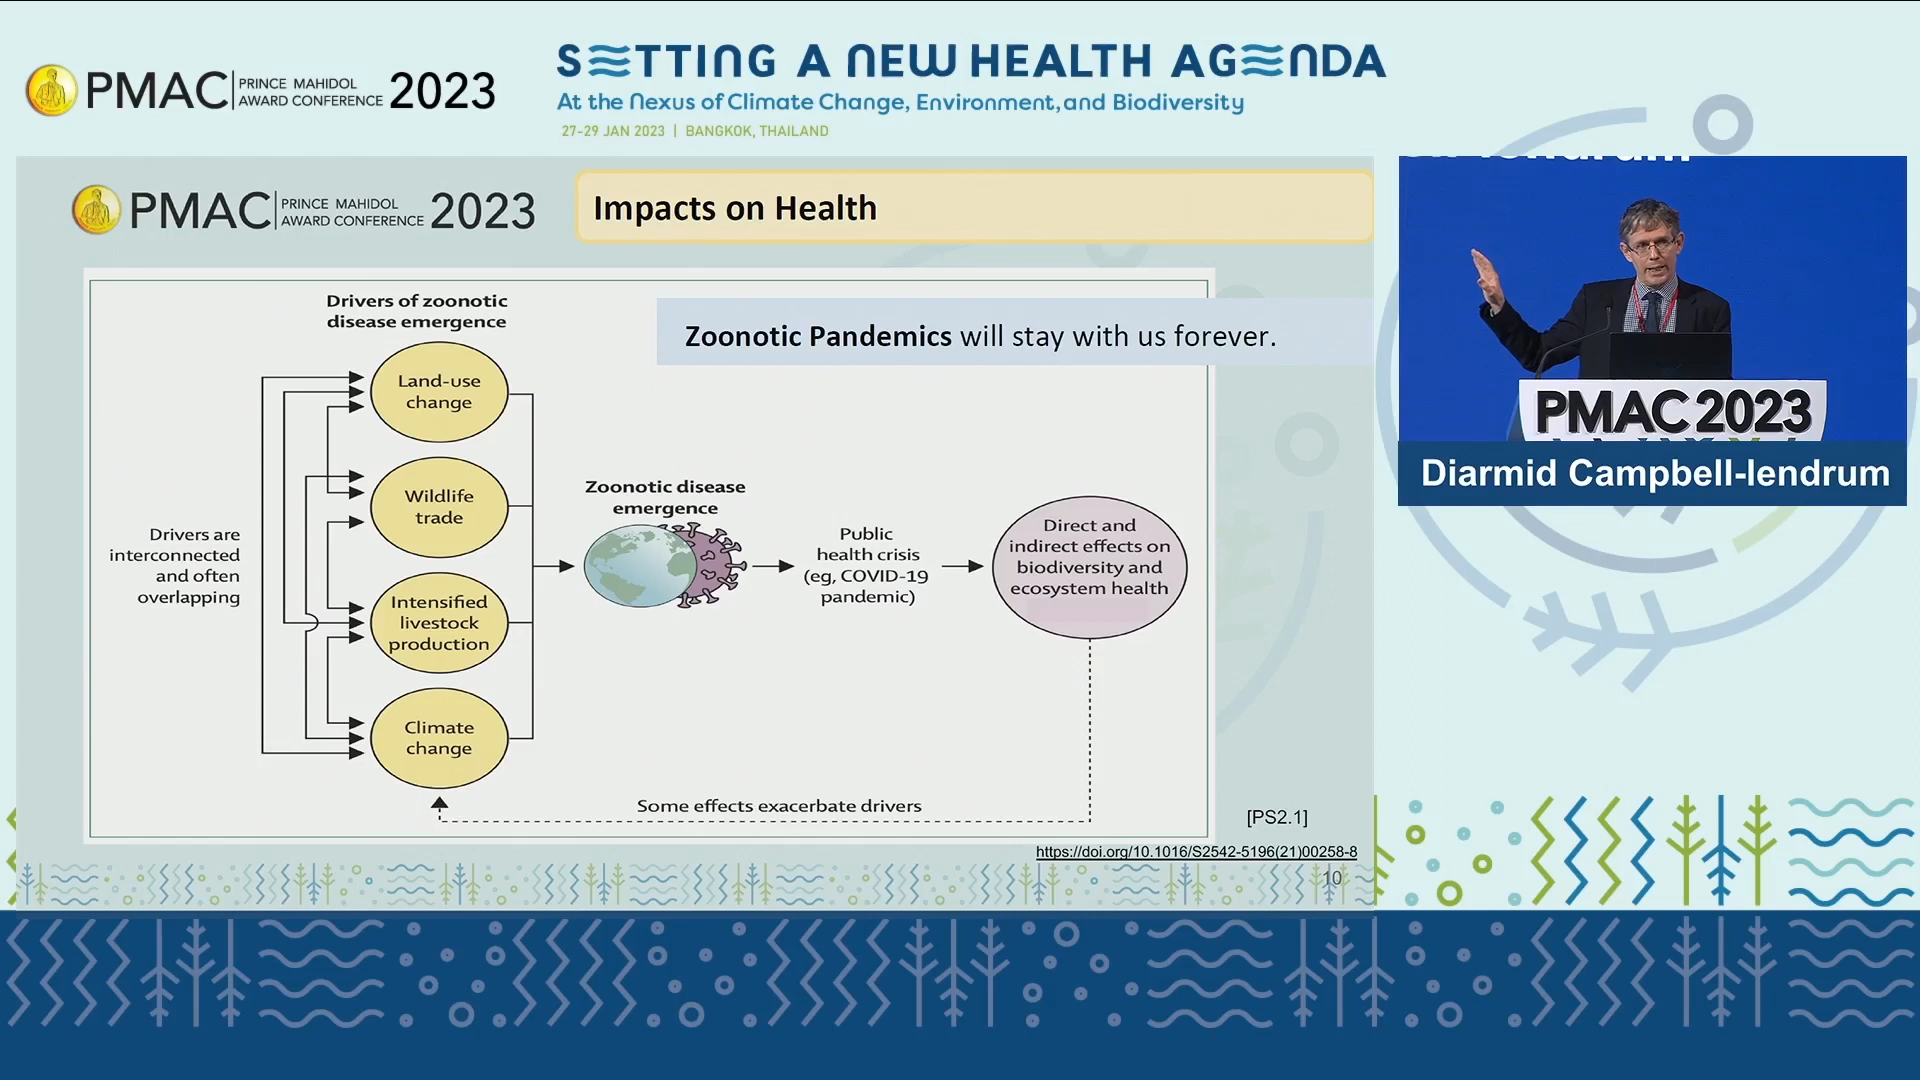 PMAC
PRINCE MAHIDOL
AWARD CONFERENCE
2023
SETTING A NEW HEALTH AGENDA
At the Nexus of Climate Change, Environment, and Biodiversity
27-29 JAN 2023 | BANGKOK, THAILAND
PMAC
PRINCE MAHIDOL
AWARD CONFERENCE
2023
Impacts on Health
Drivers of zoonotic
disease emergence
Zoonotic Pandemics will stay with us forever.
Land-use
change
Wildlife
trade
Intensified
livestock
production
Climate
change
Drivers are
interconnected
and often
overlapping
Zoonotic disease
emergence
Public
health crisis
(eg, COVID-19
pandemic)
Direct and
indirect effects on
biodiversity and
ecosystem health
Some effects exacerbate drivers
[PS2.1]
https://doi.org/10.1016/S2542-5196(21)00258-8
10
PMAC 2023
Diarmid Campbell-lendrum